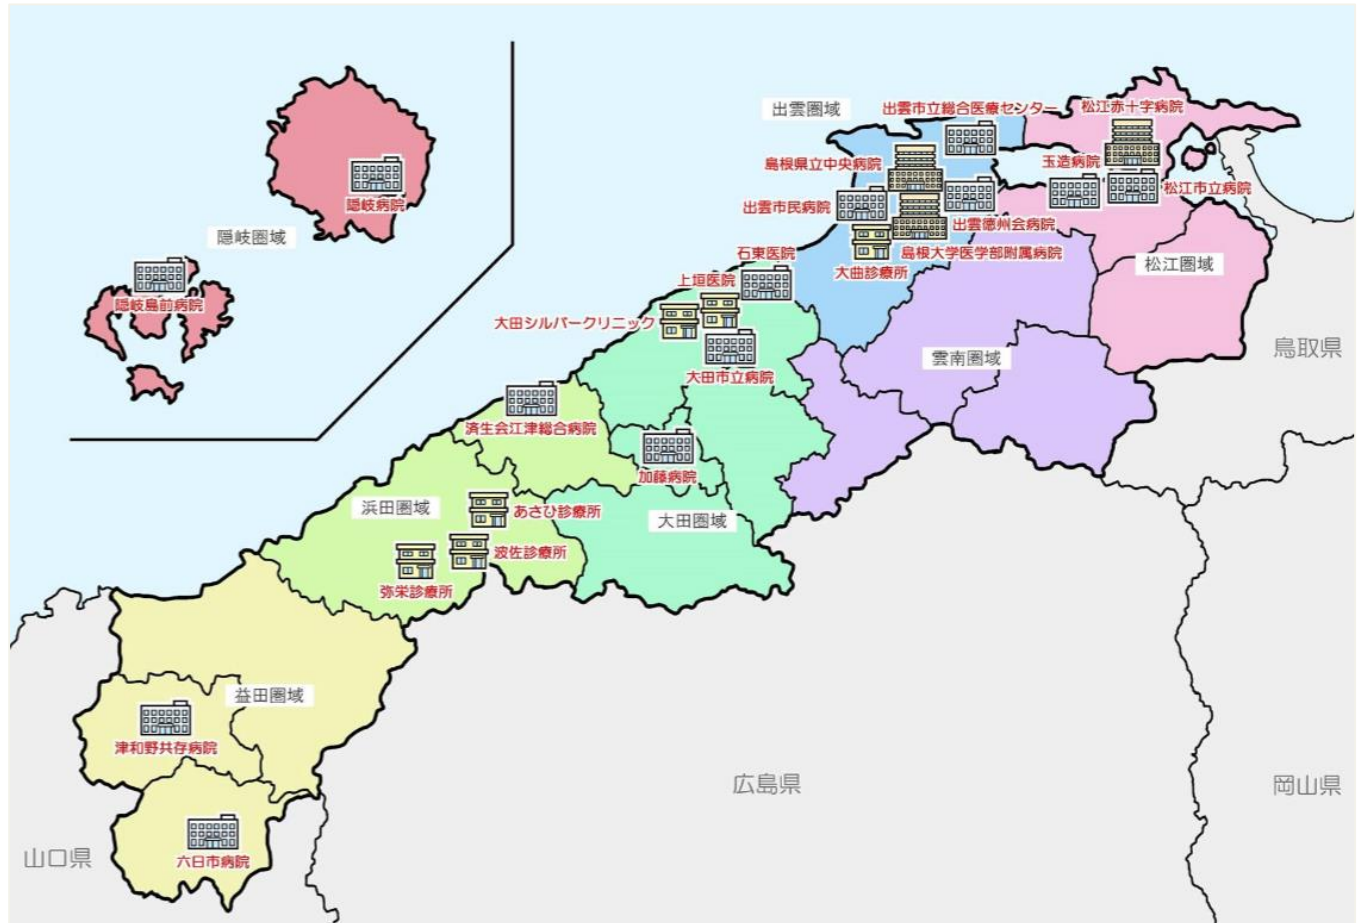 出雲圏域
出雲市立総合医療センター
松江赤十字病院
島根県立中央病院
玉造病院
松江市立病院
隠岐病院
出雲市民病院
出雲徳州会病院
隠岐圏域
石東医院
島根大学医学部附属病院
大曲診療所
松江圏域
上垣医院
隠岐島前病院
大田シルバークリニック
鳥取県
雲南圏域
大田市立病院
済生会江津総合病院
加藤病院
浜田圏域
あさひ診療所
大田圏域
波佐診療所
弥栄診療所
益田圏域
津和野共存病院
広島県
岡山県
山口県
六日市病院